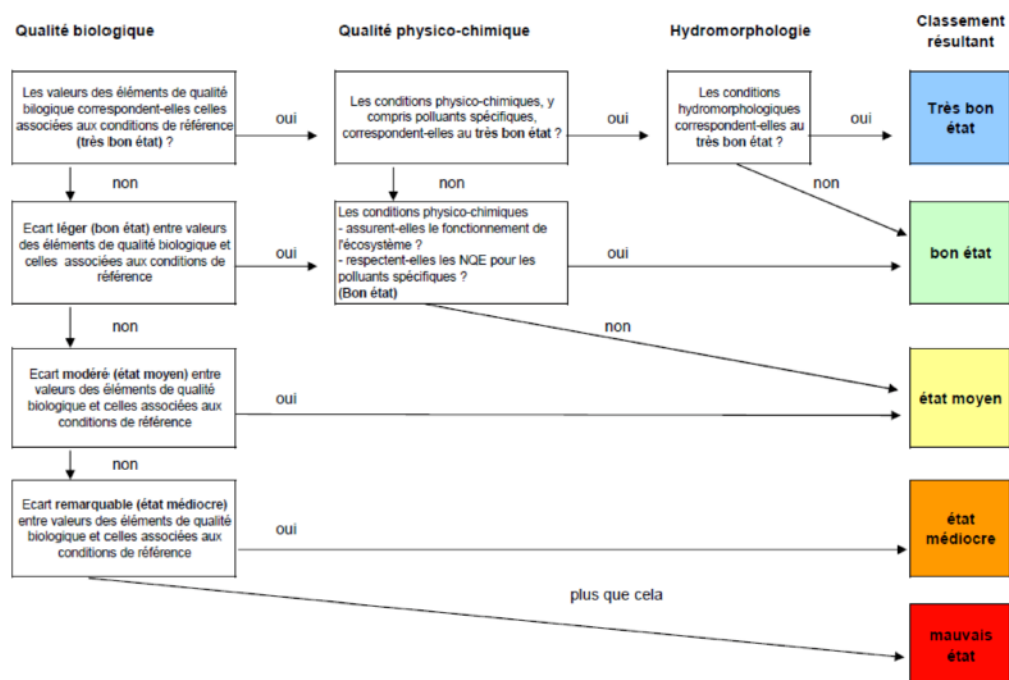 Qualité biologique
Qualité physico-chimique
Hydromorphologie
Classement
résultant
Les valeurs des éléments de qualité
bilogique correspondent-elles celles
associées aux conditions de référence
(très bon état) ?
oui
Les conditions physico-chimiques, y
compris polluants spécifiques,
correspondent-elles au très bon état ?
oui
Les conditions
hydromorphologiques
correspondent-elles au
très bon état ?
oui
Très bon
état
non
non
non
Ecart léger (bon état) entre valeurs
des éléments de qualité biologique et
celles associées aux conditions de
référence
oui
Les conditions physico-chimiques
- assurent-elles le fonctionnement de
l'écosystème ?
- respectent-elles les NQE pour les
polluants spécifiques ?
(Bon état)
oui
bon état
non
non
Ecart modéré (état moyen) entre
valeurs des éléments de qualité
biologique et celles associées aux
conditions de référence
oui
état moyen
non
Ecart remarquable (état médiocre)
entre valeurs des éléments de qualité
biologique et celles associées aux
conditions de référence
oui
état
médiocre
plus que cela
mauvais
état